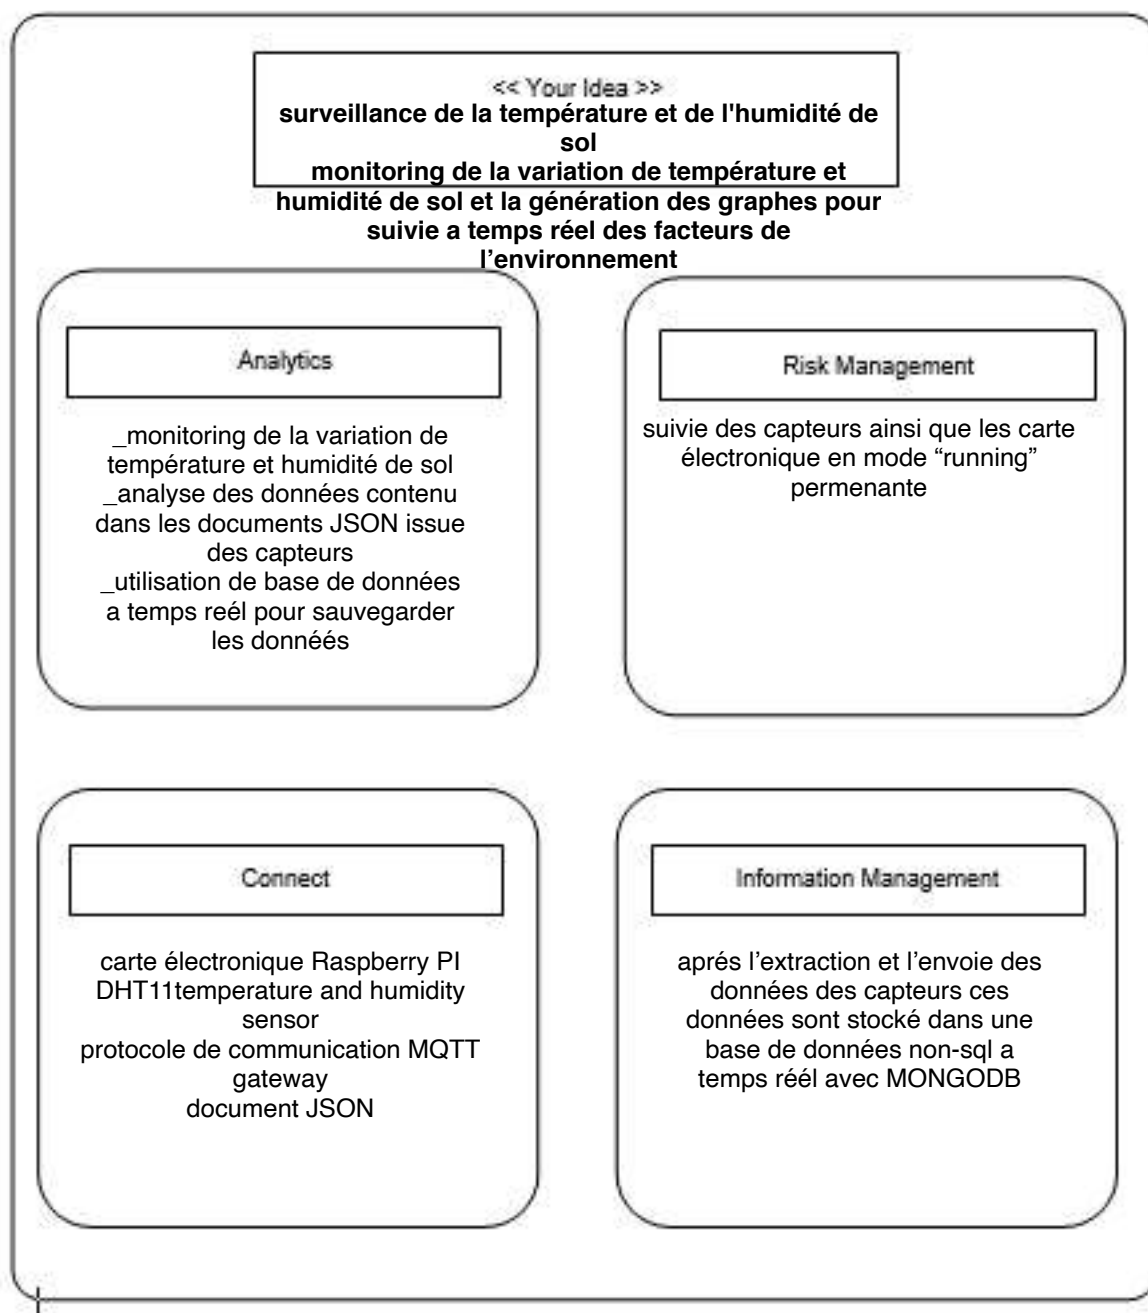 << Your Idea >>
surveillance de la température et de l'humidité de
sol
monitoring de la variation de température et
humidité de sol et la génération des graphes pour
suivie a temps réel des facteurs de
l’environnement
Analytics
_monitoring de la variation de
température et humidité de sol
_analyse des données contenu
dans les documents JSON issue
des capteurs
_utilisation de base de données
a temps reél pour sauvegarder
les donnéés
Risk Management
suivie des capteurs ainsi que les carte
électronique en mode “running”
permenante
Connect
carte électronique Raspberry PI
DHT11temperature and humidity
sensor
protocole de communication MQTT
gateway
document JSON
Information Management
aprés l’extraction et l’envoie des
données des capteurs ces
données sont stocké dans une
base de données non-sql a
temps réél avec MONGODB